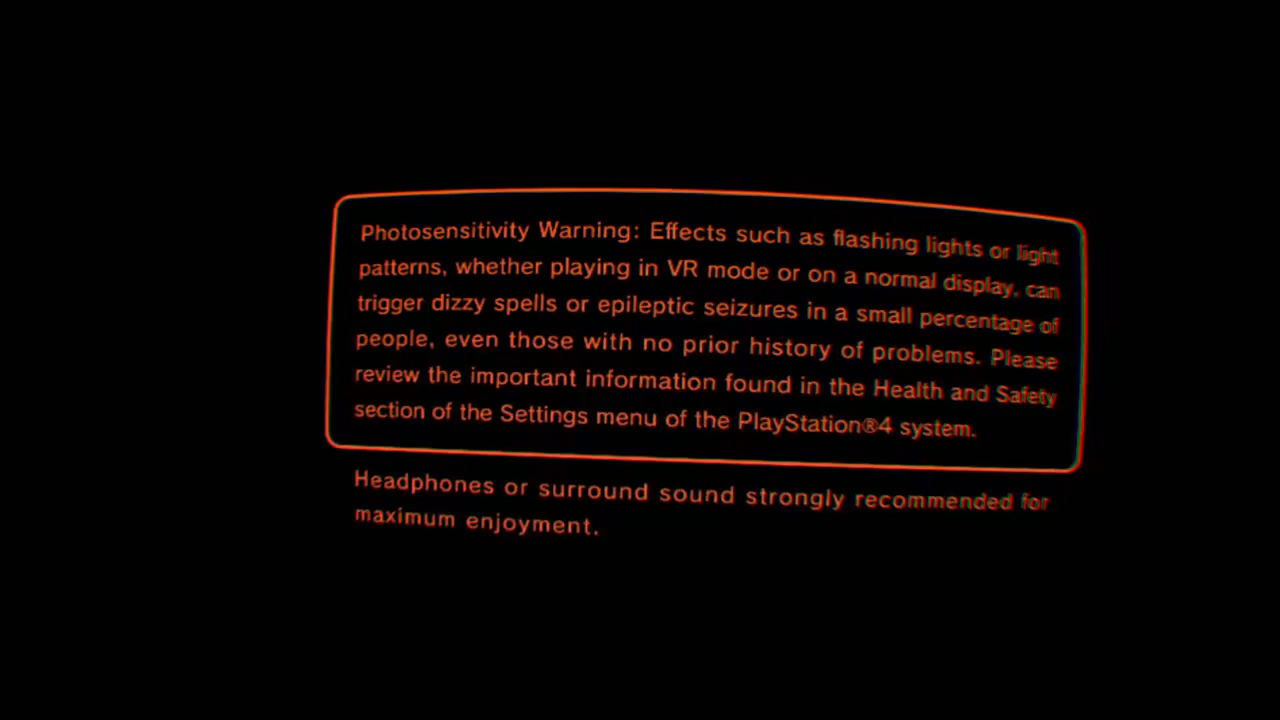 Photosensitivity Warning: Effects such as flashing lights or light
patterns, whether playing in VR mode or on a normal display, can
trigger dizzy spells or epileptic seizures in a small percentage of
people, even those with no prior history of problems. Please
review the important information found in the Health and Safety
section of the Settings menu of the PlayStation®4 system.
Headphones or surround sound strongly recommended for
maximum enjoyment.